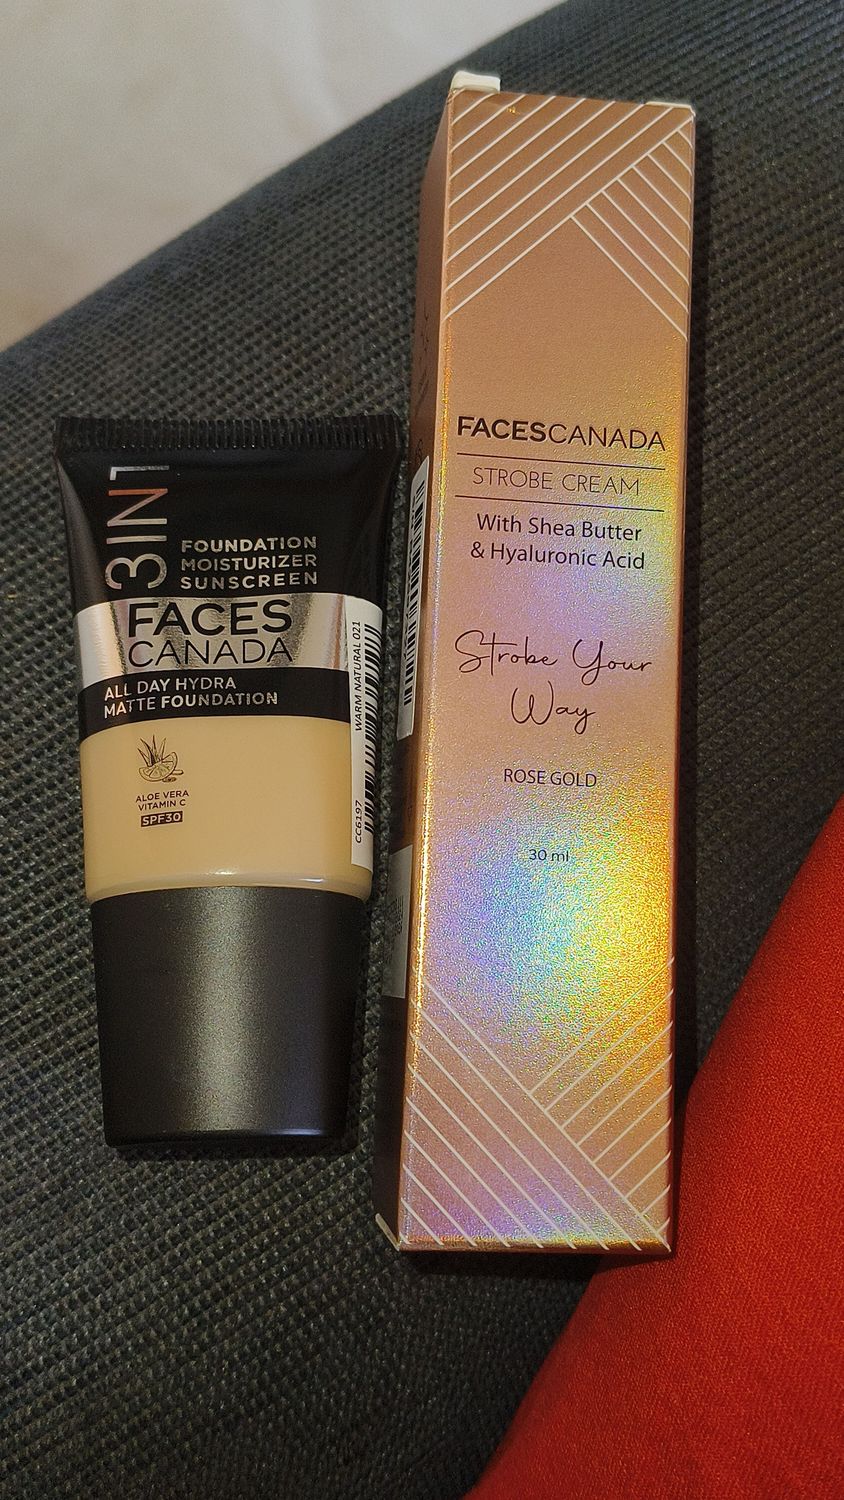 3IN1
FOUNDATION
MOISTURIZER
SUNSCREEN
FACES
CANADA
ALL DAY HYDRA
MATTE FOUNDATION
ALOE VERA
VITAMIN C
SPF30
WARM NATURAL 021
CC6197
FACESCANADA
STROBE CREAM
With Shea Butter
& Hyaluronic Acid
Strobe Your
Way
ROSE GOLD
30 ml